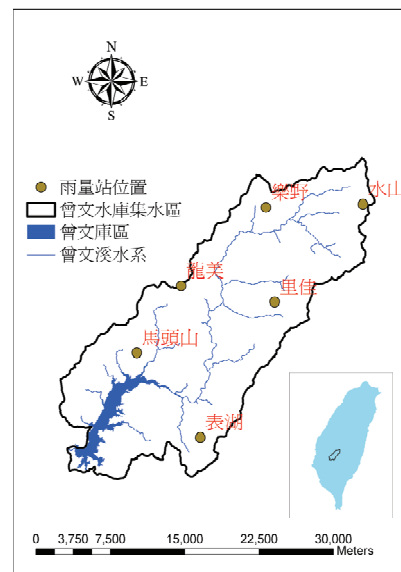 N
W E
S
雨量站位置
曾文水庫集水區
曾文庫區
曾文溪水系
樂野
水山
龍美
里佳
馬頭山
表湖
0 3,750 7,500 15,000 22,500 30,000
Meters